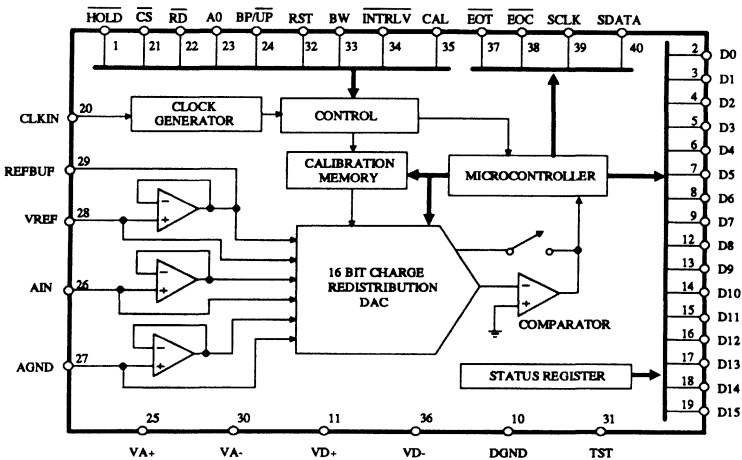 HOLD CS RD A0 BP/UP RST BW INTRLV CAL EOT EOC SCLK SDATA
1 21 22 23 24 32 33 34 35 37 38 39 40
2 D0
3 D1
4 D2
5 D3
6 D4
7 D5
8 D6
9 D7
12 D8
13 D9
14 D10
15 D11
16 D12
17 D13
18 D14
19 D15
CLKIN 20
CLOCK
GENERATOR
CONTROL
REFBUF 29
CALIBRATION
MEMORY
MICROCONTROLLER
VREF 28
- +
AIN 26
- +
16 BIT CHARGE
REDISTRIBUTION
DAC
- +
COMPARATOR
AGND 27
- +
STATUS REGISTER
25 30 11 36 10 31
VA+ VA- VD+ VD- DGND TST